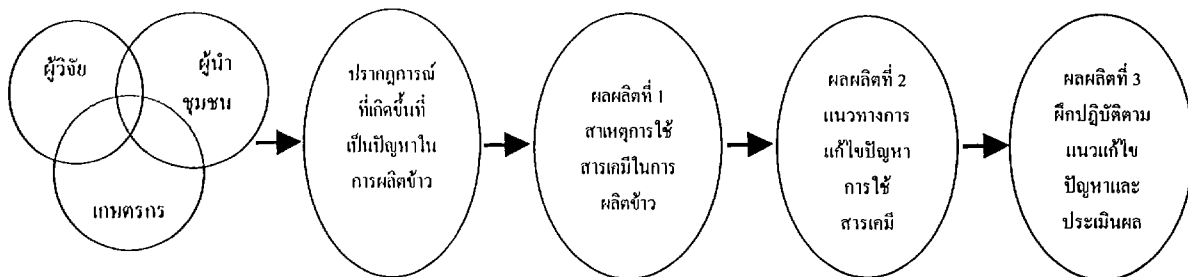 ผู้วิจัย
ผู้นำ
ชุมชน
เกษตรกร
ปรากฏการณ์
ที่เกิดขึ้นที่
เป็นปัญหาใน
การผลิตข้าว
ผลผลิตที่ 1
สาเหตุการใช้
สารเคมีในการ
ผลิตข้าว
ผลผลิตที่ 2
แนวทางการ
แก้ไขปัญหา
การใช้
สารเคมี
ผลผลิตที่ 3
ฝึกปฏิบัติตาม
แนวแก้ไข
ปัญหาและ
ประเมินผล